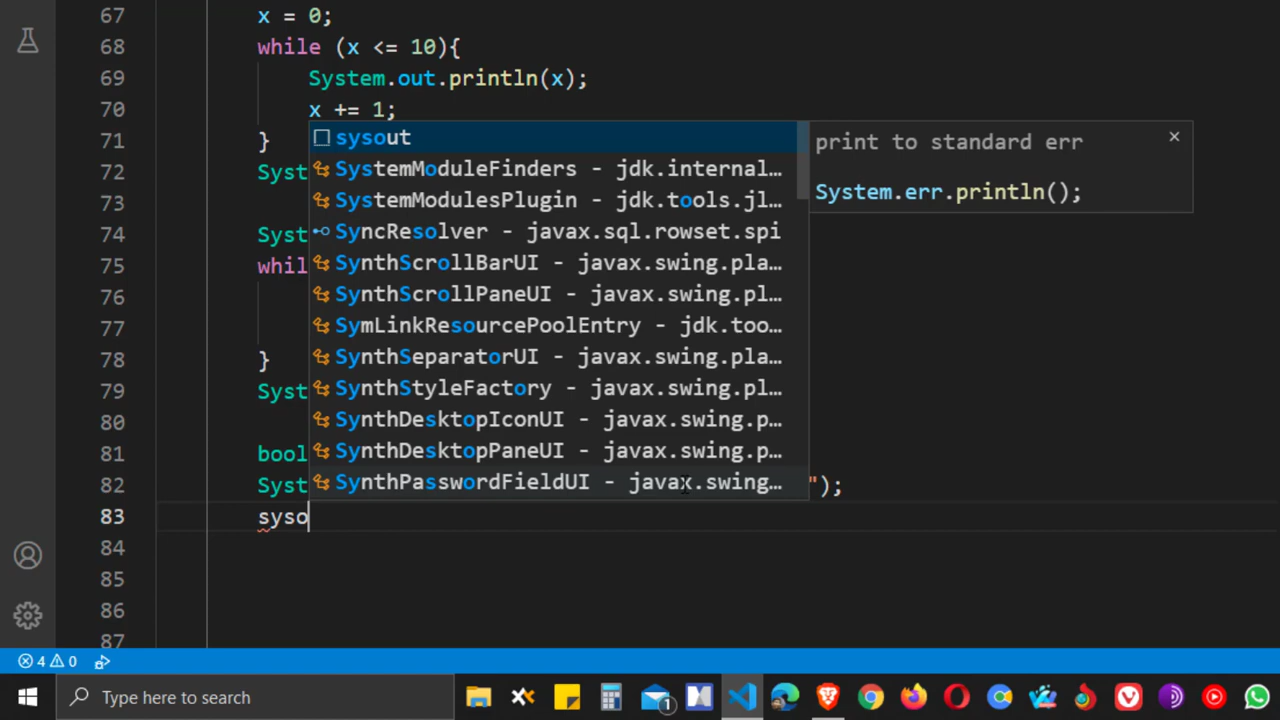 67 x = 0;
68 while (x <= 10){
69 System.out.println(x);
70 x += 1;
71 }
sysout
print to standard err
SystemModuleFinders - jdk.internal…
72 Syst
SystemModulesPlugin - jdk.tools.jl…
System.err.println();
73
SyncResolver - javax.sql.rowset.spi
74 Syst
SynthScrollBarUI - javax.swing.pla…
75 whil
SynthScrollPaneUI - javax.swing.pl…
76
SymLinkResourcePoolEntry - jdk.too…
77
SynthSeparatorUI - javax.swing.pla…
78 }
SynthStyleFactory - javax.swing.pl…
79 Syst
SynthDesktopIconUI - javax.swing.p…
80
SynthDesktopPaneUI - javax.swing.p…
81 bool
SynthPasswordFieldUI - javax.swing…
82 Syst ");
83 syso
84
85
86
87
4 0
Type here to search
1